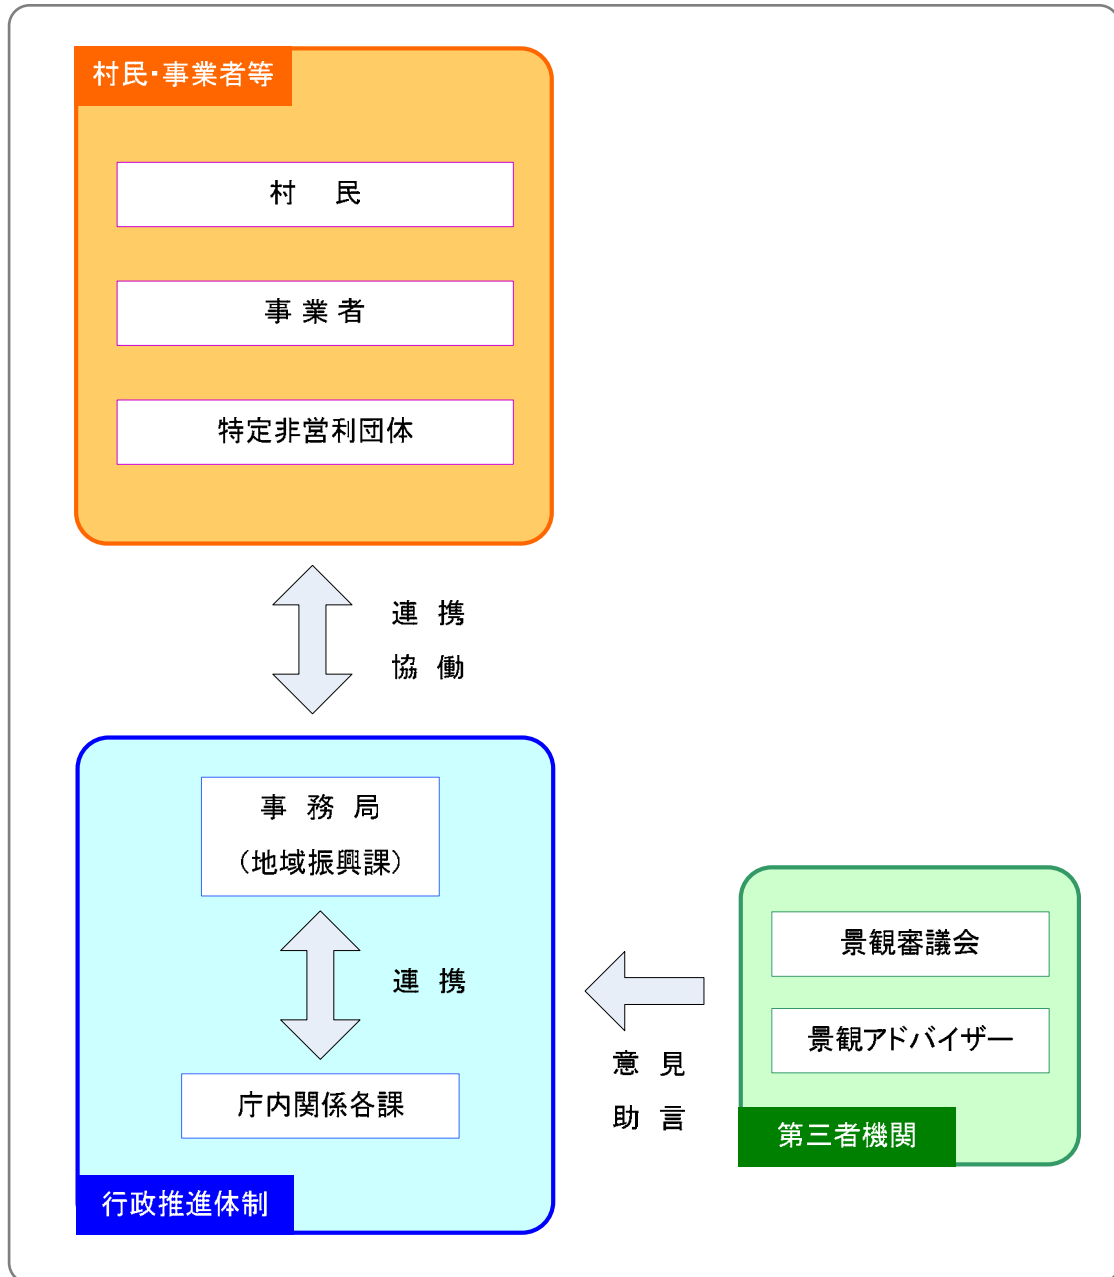 村民・事業者等
村　民
事業者
特定非営利団体
連携
協働
事務局
（地域振興課）
連携
庁内関係各課
行政推進体制
意見
助言
景観審議会
景観アドバイザー
第三者機関